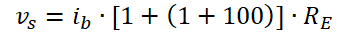 v_s = i_b · [1 + (1 + 100)] · R_E